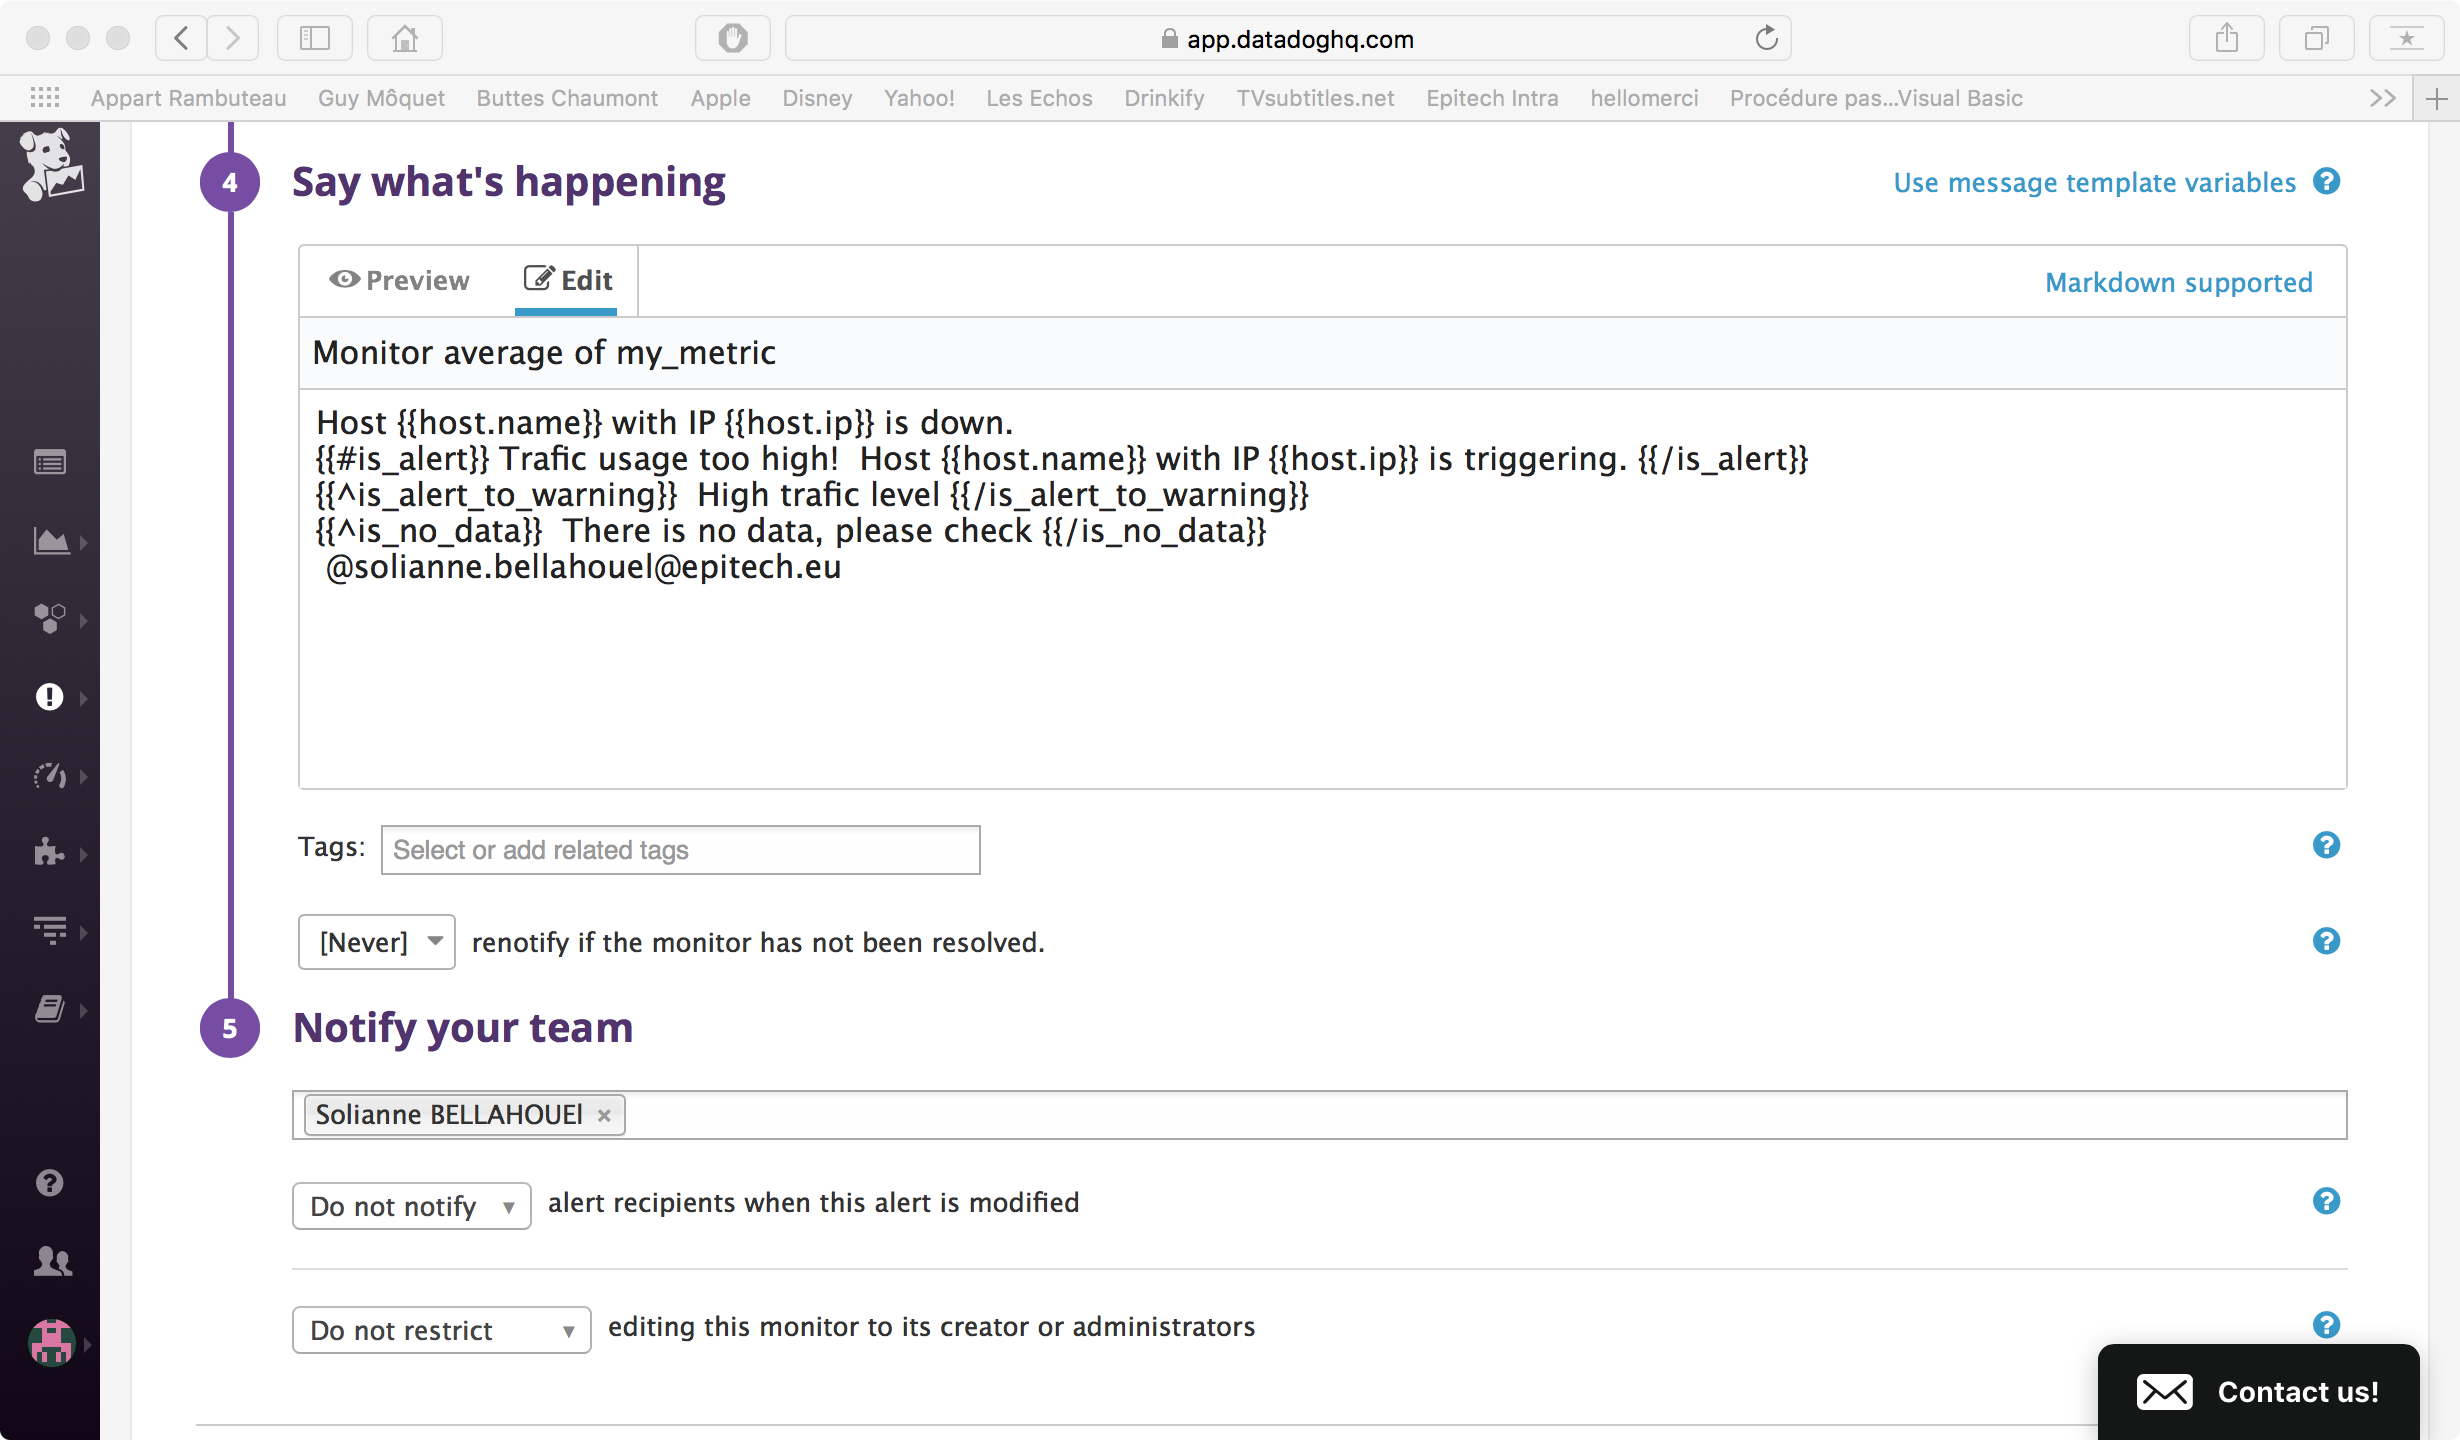 app.datadoghq.com
Appart Rambuteau Guy Môquet Buttes Chaumont Apple Disney Yahoo! Les Echos Drinkify TVsubtitles.net Epitech Intra hellomerci Procédure pas...Visual Basic
4 Say what's happening Use message template variables ?
Preview Edit Markdown supported
Monitor average of my_metric
Host {{host.name}} with IP {{host.ip}} is down.
{{#is_alert}} Trafic usage too high!  Host {{host.name}} with IP {{host.ip}} is triggering. {{/is_alert}}
{{^is_alert_to_warning}}  High trafic level {{/is_alert_to_warning}}
{{^is_no_data}}  There is no data, please check {{/is_no_data}}
@solianne.bellahouel@epitech.eu
Tags: Select or add related tags ?
[Never] renotify if the monitor has not been resolved. ?
5 Notify your team
Solianne BELLAHOUEl ×
Do not notify alert recipients when this alert is modified ?
Do not restrict editing this monitor to its creator or administrators ?
Contact us!